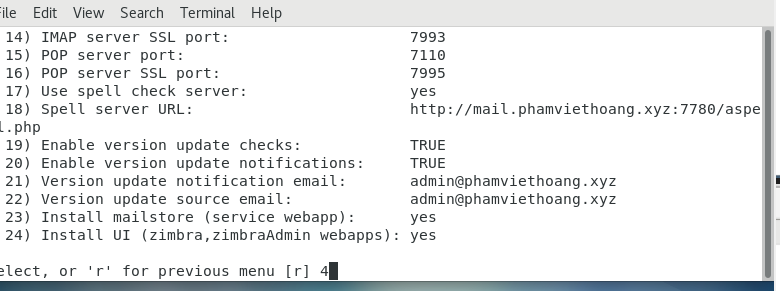 File Edit View Search Terminal Help
14) IMAP server SSL port: 7993
15) POP server port: 7110
16) POP server SSL port: 7995
17) Use spell check server: yes
18) Spell server URL: http://mail.phamviethoang.xyz:7780/aspe
l.php
19) Enable version update checks: TRUE
20) Enable version update notifications: TRUE
21) Version update notification email: admin@phamviethoang.xyz
22) Version update source email: admin@phamviethoang.xyz
23) Install mailstore (service webapp): yes
24) Install UI (zimbra,zimbraAdmin webapps): yes
elect, or 'r' for previous menu [r] 4